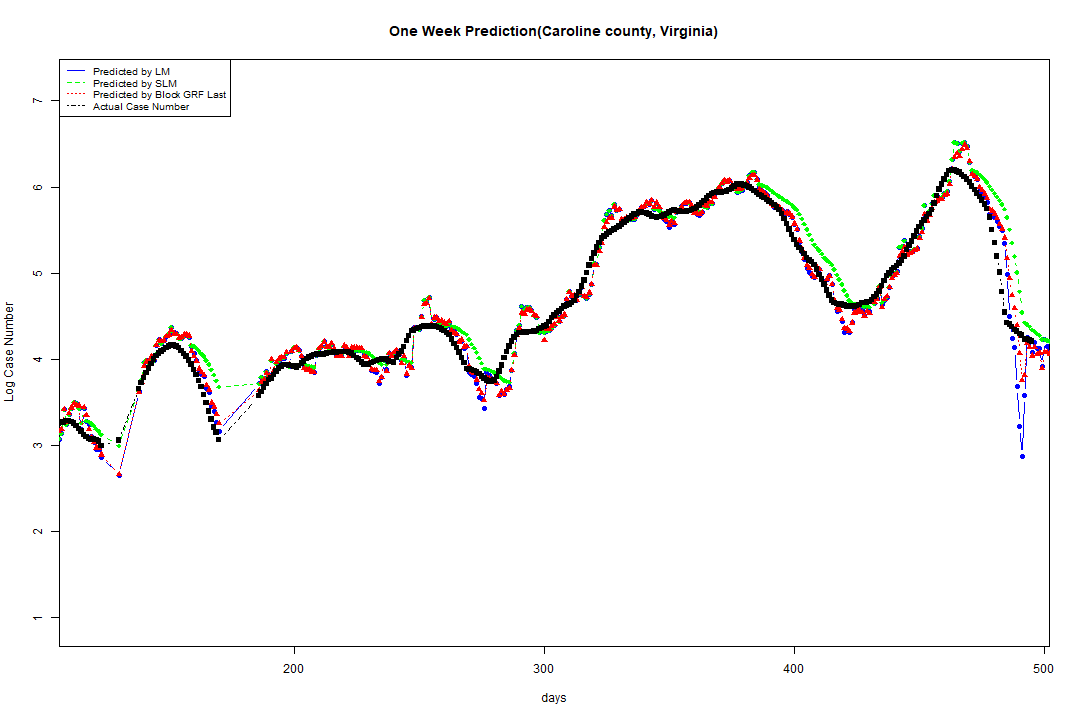 One Week Prediction(Caroline county, Virginia)
Predicted by LM
Predicted by SLM
Predicted by Block GRF Last
Actual Case Number
Log Case Number
7
6
5
4
3
2
1
200
300
400
500
days